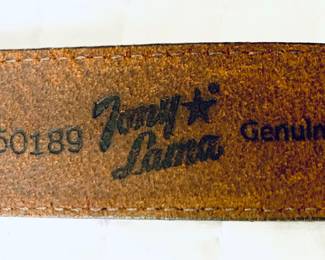 50189 Tony Lama ® Genuin